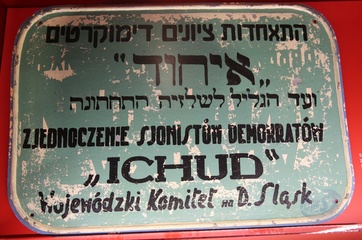 התאחדות ציונים דימוקרטים
„איחוד"
ועד הגליל לשלזיה התחתונה
ZJEDNOCZENIE SJONISTÓW DEMOKRATÓW
„ICHUD"
Wojewódzki Komitet na D. Śląsk